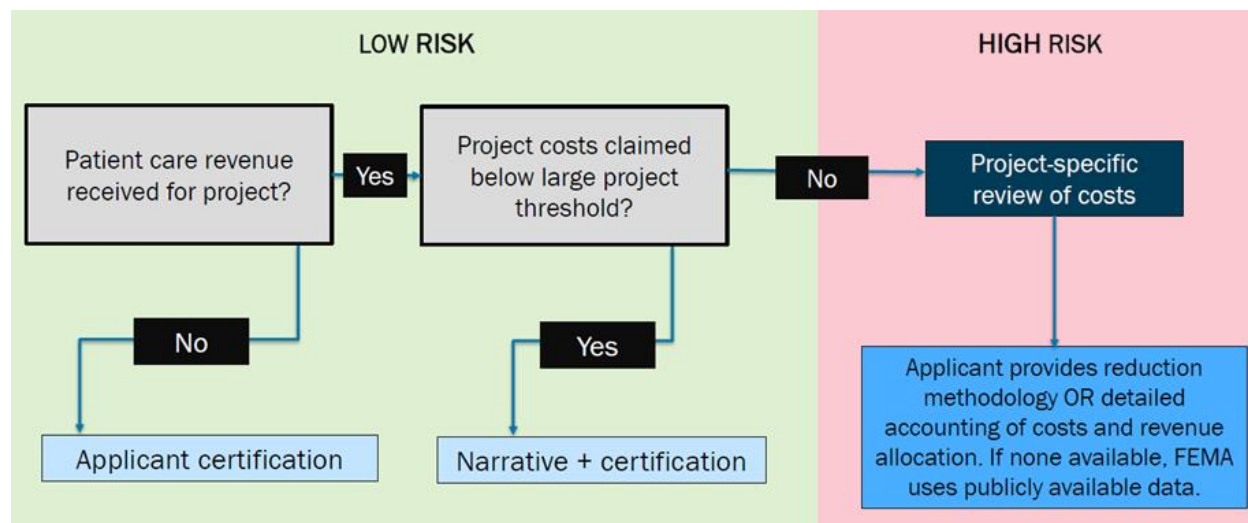 LOW RISK
HIGH RISK
Patient care revenue
received for project?
Yes
Project costs claimed
below large project
threshold?
No
Project-specific
review of costs
No
Yes
Applicant certification
Narrative + certification
Applicant provides reduction
methodology OR detailed
accounting of costs and revenue
allocation. If none available, FEMA
uses publicly available data.